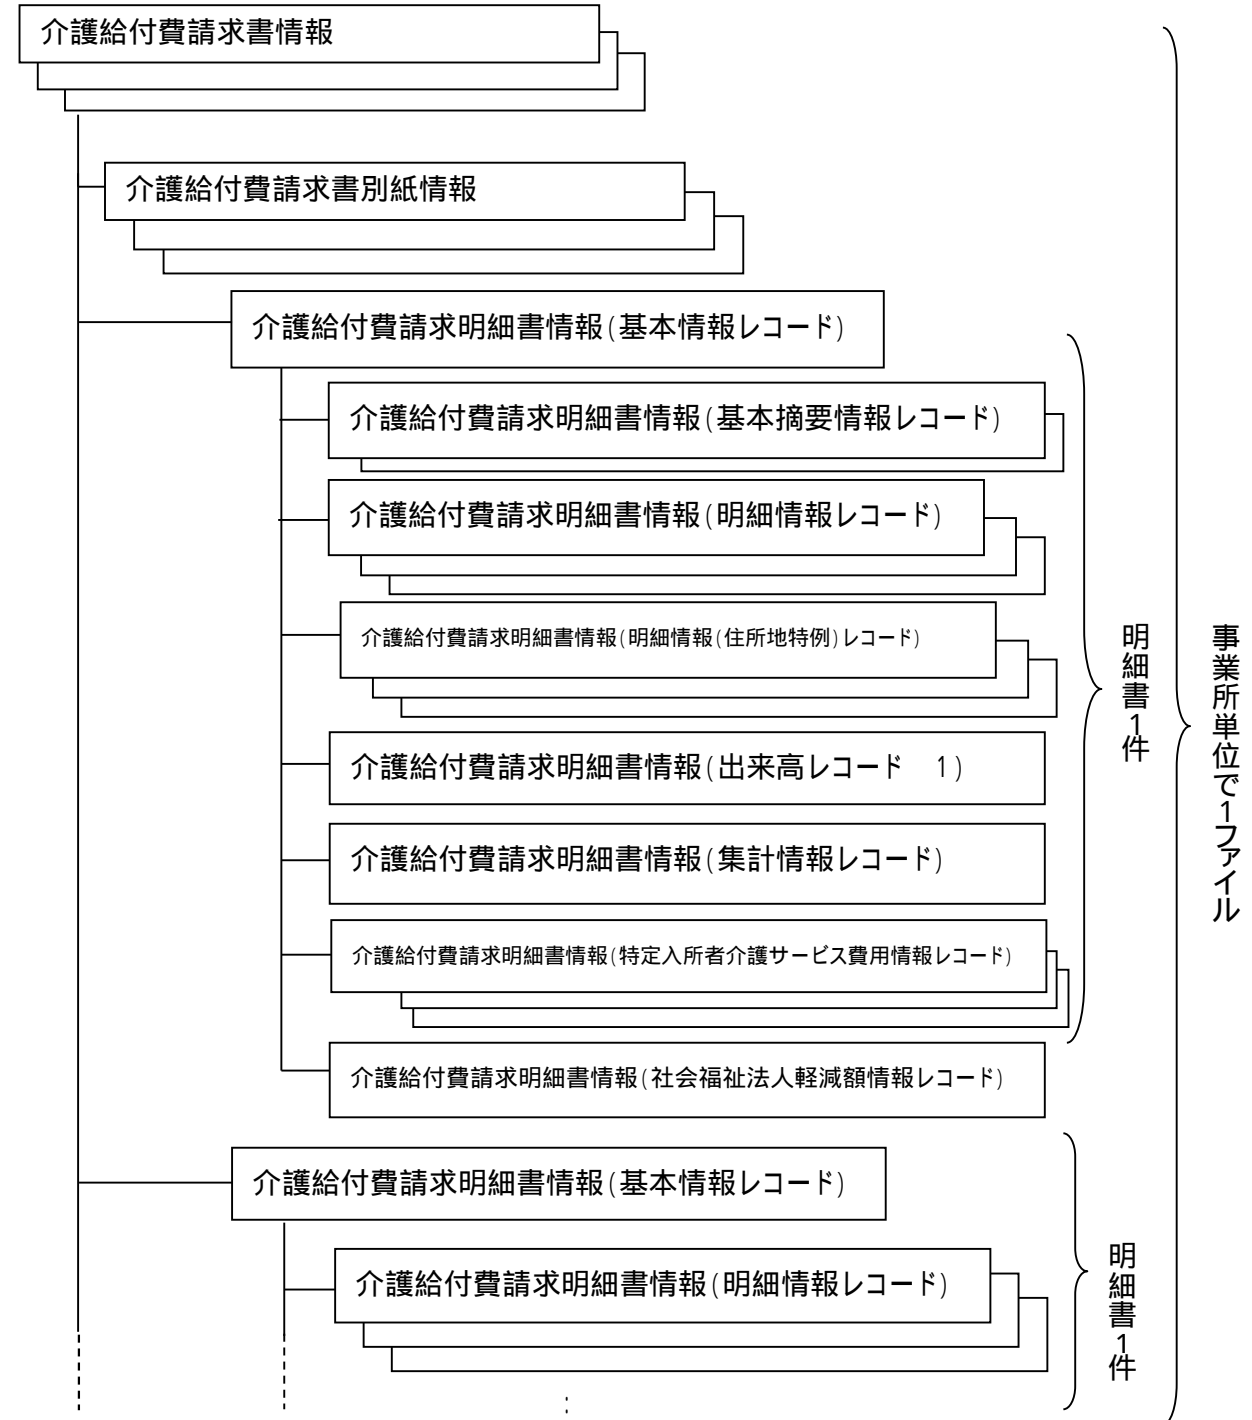 介護給付費請求書情報
介護給付費請求書別紙情報
介護給付費請求明細書情報(基本情報レコード)
介護給付費請求明細書情報(基本摘要情報レコード)
介護給付費請求明細書情報(明細情報レコード)
介護給付費請求明細書情報(明細情報(住所地特例)レコード)
介護給付費請求明細書情報(出来高レコード　1)
介護給付費請求明細書情報(集計情報レコード)
介護給付費請求明細書情報(特定入所者介護サービス費用情報レコード)
介護給付費請求明細書情報(社会福祉法人軽減額情報レコード)
明細書1件
介護給付費請求明細書情報(基本情報レコード)
介護給付費請求明細書情報(明細情報レコード)
明細書1件
事業所単位で1ファイル